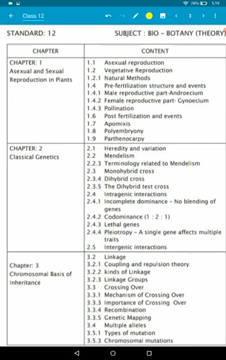 5:16
Class 12
STANDARD: 12 SUBJECT : BIO - BOTANY (THEORY)
CHAPTER CONTENT
CHAPTER: 1
Asexual and Sexual
Reproduction in Plants
1.1 Asexual reproduction
1.2 Vegetative Reproduction
1.2.1 Natural Methods
1.4 Pre-fertilization structure and events
1.4.1 Male reproductive part-Androecium
1.4.2 Female reproductive part- Gynoecium
1.4.3 Pollination
1.6 Post fertilization and events
1.7 Apomixis
1.8 Polyembryony
1.9 Parthenocarpy
CHAPTER: 2
Classical Genetics
2.1 Heredity and variation
2.2 Mendelism
2.2.3 Terminology related to Mendelism
2.3 Monohybrid cross
2.3.4 Dihybrid cross
2.3.5 The Dihybrid test cross
2.4 Intragenic interactions
2.4.1 Incomplete dominance - No blending of
genes
2.4.2 Codominance (1 : 2 : 1)
2.4.3 Lethal genes
2.4.4 Pleiotropy - A single gene affects multiple
traits
2.5 Intergenic interactions
Chapter: 3
Chromosomal Basis of
Inheritance
3.2 Linkage
3.2.1 Coupling and repulsion theory
3.2.2 kinds of Linkage
3.2.3 Linkage Groups
3.3 Crossing Over
3.3.1 Mechanism of Crossing Over
3.3.3 Importance of Crossing Over
3.3.4 Recombination
3.3.5 Genetic Mapping
3.4 Multiple alleles
3.5.1 Types of mutation
3.5.3 Chromosomal mutations